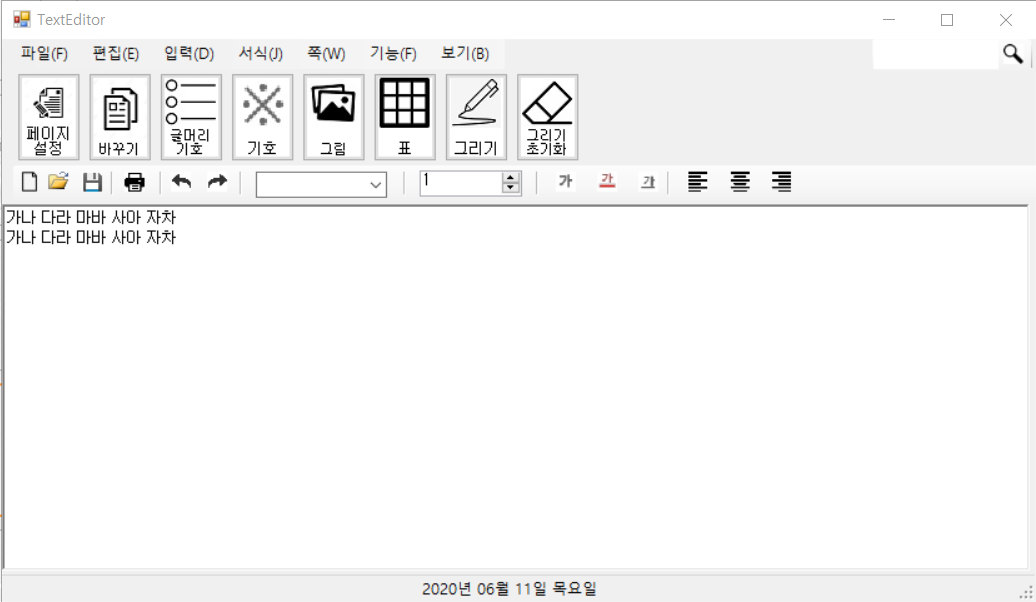 TextEditor
파일(F) 편집(E) 입력(D) 서식(J) 쪽(W) 기능(F) 보기(B)
페이지 설정
바꾸기
글머리 기호
기호
그림
표
그리기
그리기 초기화
1 가 가 가
가나 다라 마바 사아 자차
가나 다라 마바 사아 자차
2020년 06월 11일 목요일